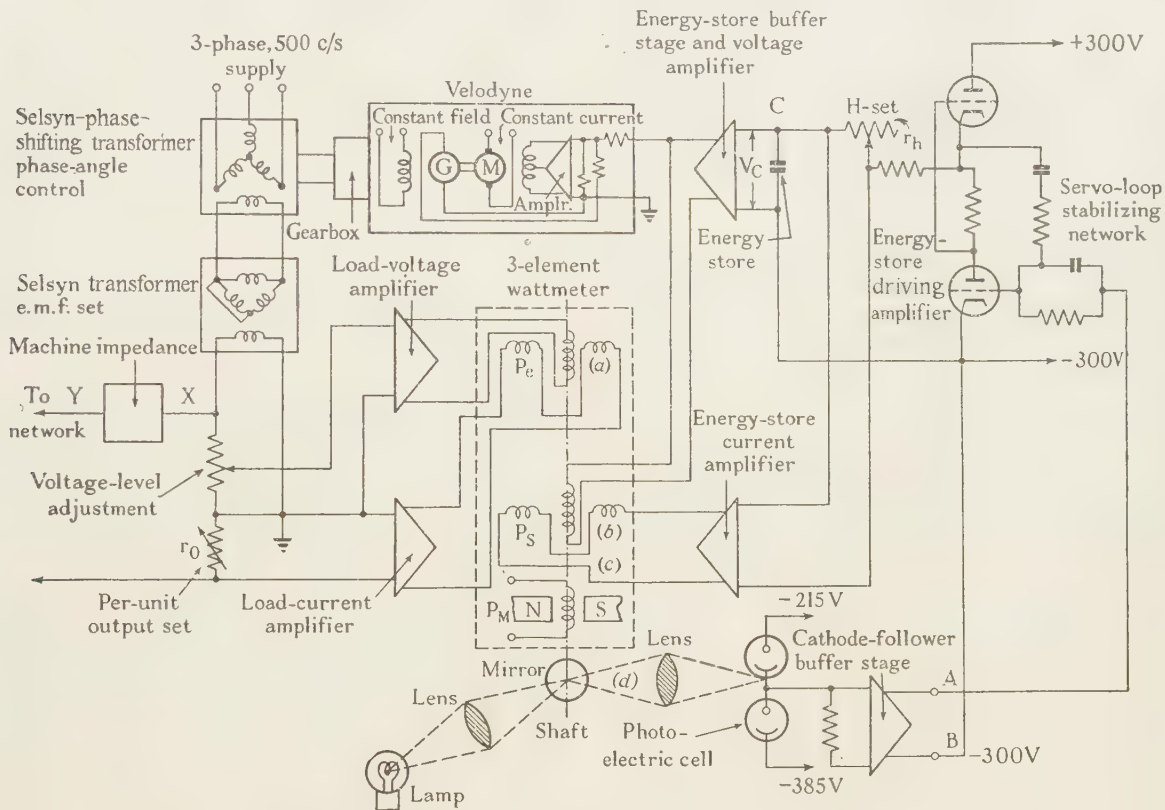 3-phase, 500 c/s
supply
Selsyn-phase-
shifting transformer
phase-angle
control
Velodyne
Constant field
Constant current
G
M
Amplr.
Gearbox
Energy-store buffer
stage and voltage
amplifier
C
V_C
Energy
store
H-set
r_h
+300V
Servo-loop
stabilizing
network
Energy-
store
driving
amplifier
-300V
Selsyn transformer
e.m.f. set
Load-voltage
amplifier
3-element
wattmeter
P_e
(a)
Machine impedance
To
network
Y
X
Voltage-level
adjustment
Energy-store
current
amplifier
P_S
(b)
(c)
r_0
Per-unit
output set
Load-current
amplifier
P_M
N
S
-215V
Cathode-follower
buffer stage
Lens
Mirror
(d)
Lens
Shaft
Photo-
electric cell
A
B
-300V
-385V
Lamp